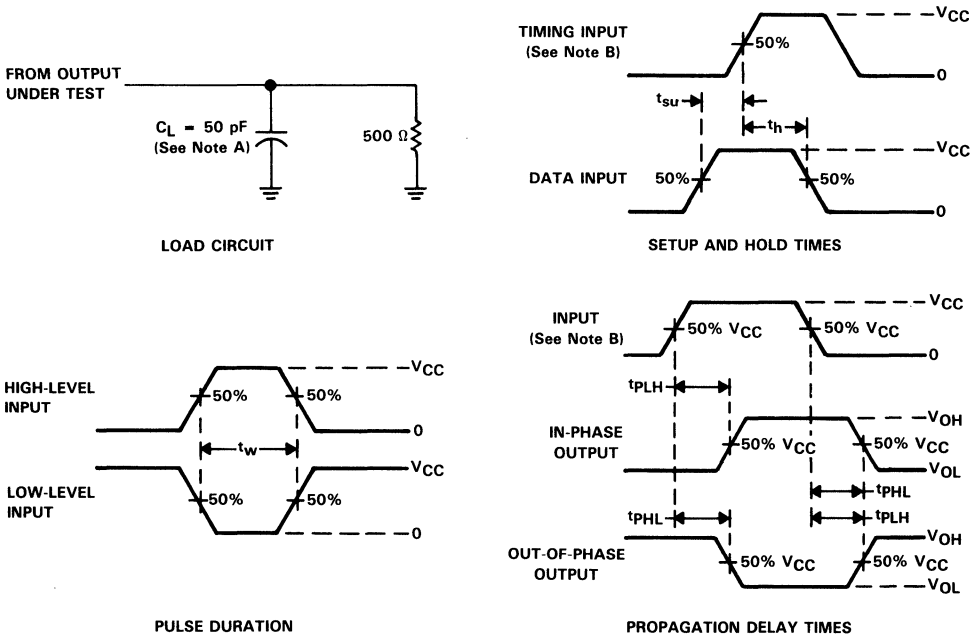 FROM OUTPUT
UNDER TEST
CL = 50 pF
(See Note A)
500 Ω
LOAD CIRCUIT
TIMING INPUT
(See Note B)
50%
VCC
0
tsu
th
DATA INPUT
50%
50%
VCC
0
SETUP AND HOLD TIMES
HIGH-LEVEL
INPUT
50%
50%
VCC
0
tw
LOW-LEVEL
INPUT
50%
50%
VCC
0
PULSE DURATION
INPUT
(See Note B)
50% VCC
50% VCC
VCC
0
tPLH
IN-PHASE
OUTPUT
50% VCC
50% VCC
VOH
VOL
tPHL
tPHL
tPLH
OUT-OF-PHASE
OUTPUT
50% VCC
50% VCC
VOH
VOL
PROPAGATION DELAY TIMES